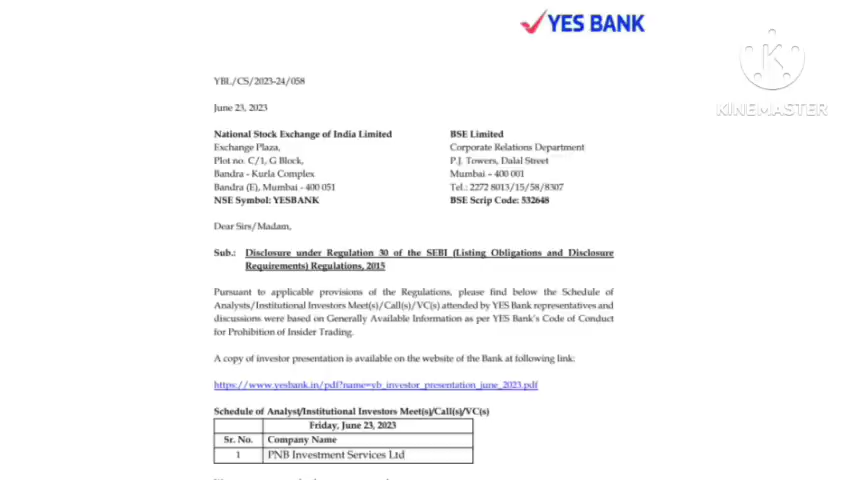 YES BANK
KINEMASTER
YBL/CS/2023-24/058
June 23, 2023
National Stock Exchange of India Limited
Exchange Plaza,
Plot no. C/1, G Block,
Bandra - Kurla Complex
Bandra (E), Mumbai - 400 051
NSE Symbol: YESBANK
BSE Limited
Corporate Relations Department
P.J. Towers, Dalal Street
Mumbai – 400 001
Tel.: 2272 8013/15/58/8307
BSE Scrip Code: 532648
Dear Sirs/Madam,
Sub.: Disclosure under Regulation 30 of the SEBI (Listing Obligations and Disclosure
Requirements) Regulations, 2015
Pursuant to applicable provisions of the Regulations, please find below the Schedule of
Analysts/Institutional Investors Meet(s)/Call(s)/VC(s) attended by YES Bank representatives and
discussions were based on Generally Available Information as per YES Bank's Code of Conduct
for Prohibition of Insider Trading.
A copy of investor presentation is available on the website of the Bank at following link:
https://www.yesbank.in/pdf?name=yb_investor_presentation_june_2023.pdf
Schedule of Analyst/Institutional Investors Meet(s)/Call(s)/VC(s)
Friday, June 23, 2023
Sr. No. Company Name
1 PNB Investment Services Ltd